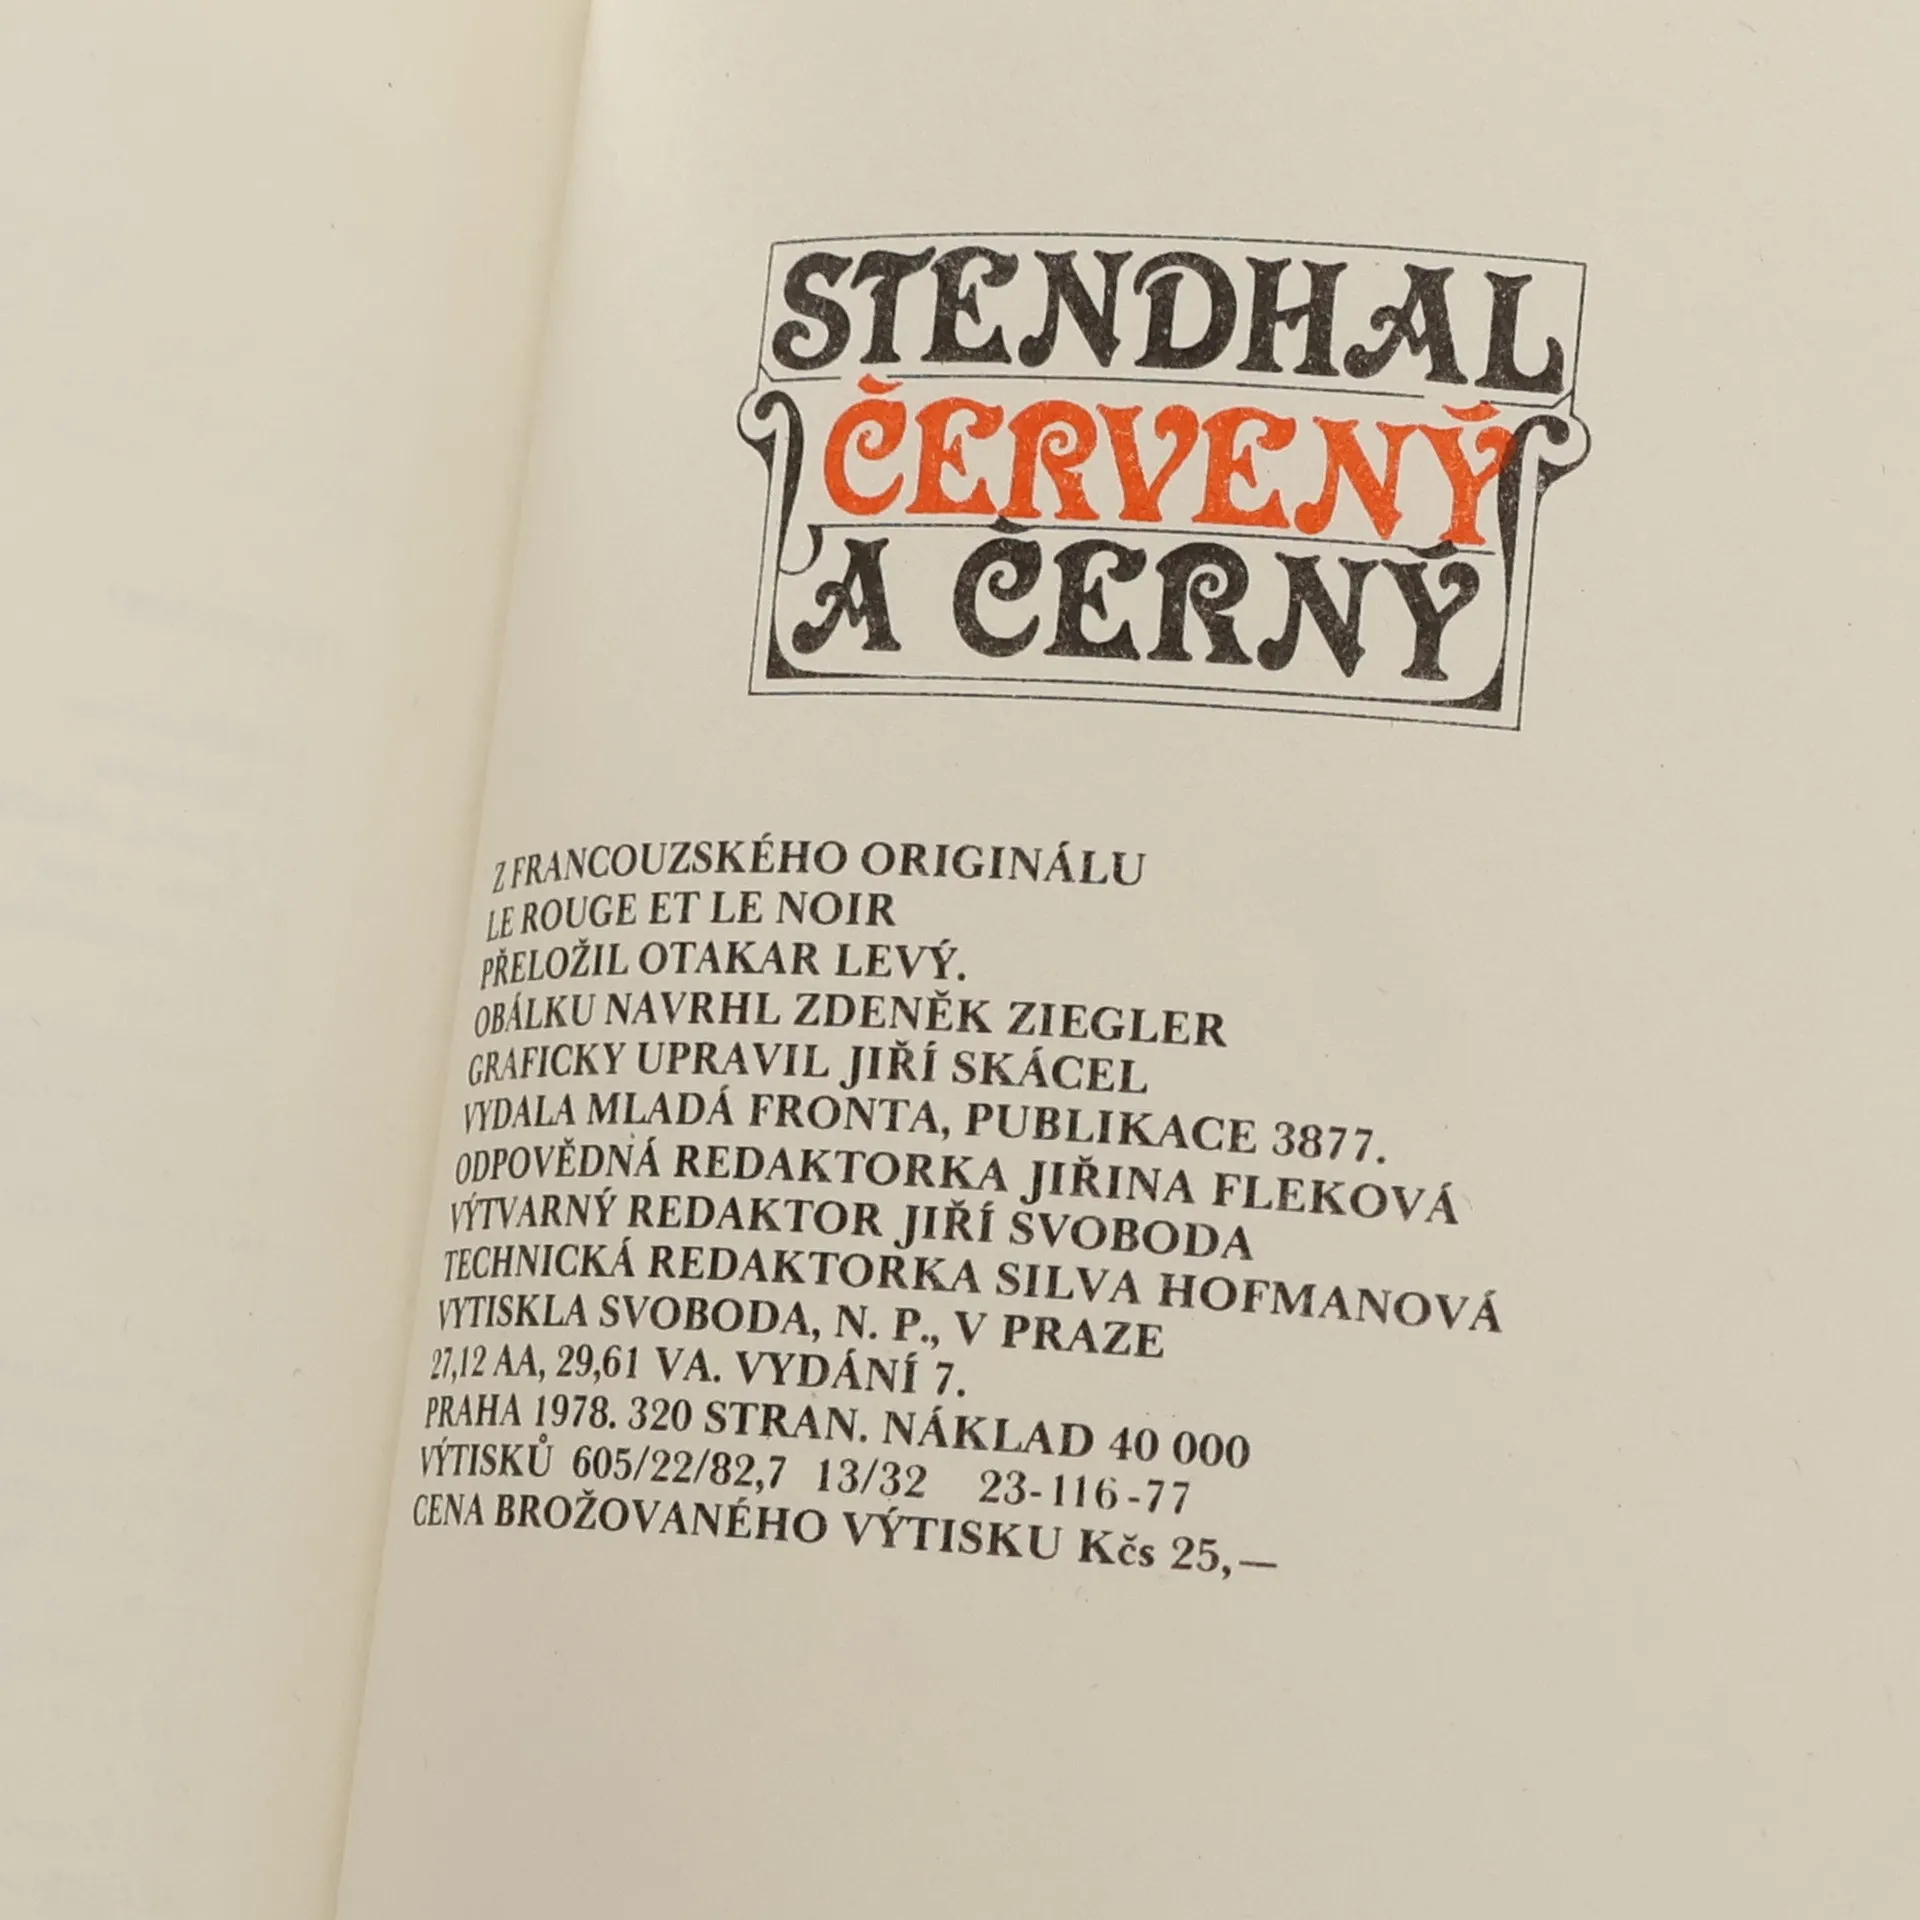 STENDHAL
ČERVENÝ
A ČERNÝ
Z FRANCOUZSKÉHO ORIGINÁLU
LE ROUGE ET LE NOIR
PŘELOŽIL OTAKAR LEVÝ.
OBÁLKU NAVRHL ZDENĚK ZIEGLER
GRAFICKY UPRAVIL JIŘÍ SKÁCEL
VYDALA MLADÁ FRONTA, PUBLIKACE 3877.
ODPOVĚDNÁ REDAKTORKA JIŘINA FLEKOVÁ
VÝTVARNÝ REDAKTOR JIŘÍ SVOBODA
TECHNICKÁ REDAKTORKA SILVA HOFMANOVÁ
VYTISKLA SVOBODA, N. P., V PRAZE
27,12 AA, 29,61 VA. VYDÁNÍ 7.
PRAHA 1978. 320 STRAN. NÁKLAD 40 000
VÝTISKŮ 605/22/82,7 13/32 23-116-77
CENA BROŽOVANÉHO VÝTISKU Kčs 25,—